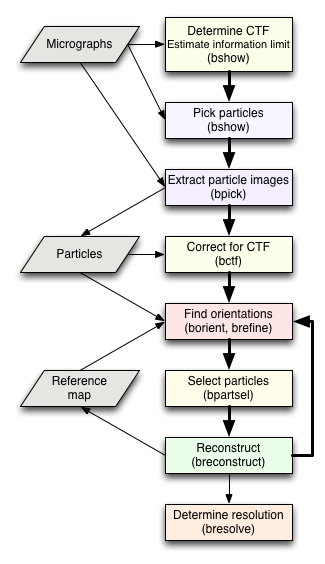 Micrographs
Determine CTF
Estimate information limit
(bshow)
Pick particles
(bshow)
Extract particle images
(bpick)
Particles
Correct for CTF
(bctf)
Find orientations
(borient, brefine)
Reference
map
Select particles
(bpartsel)
Reconstruct
(breconstruct)
Determine resolution
(bresolve)